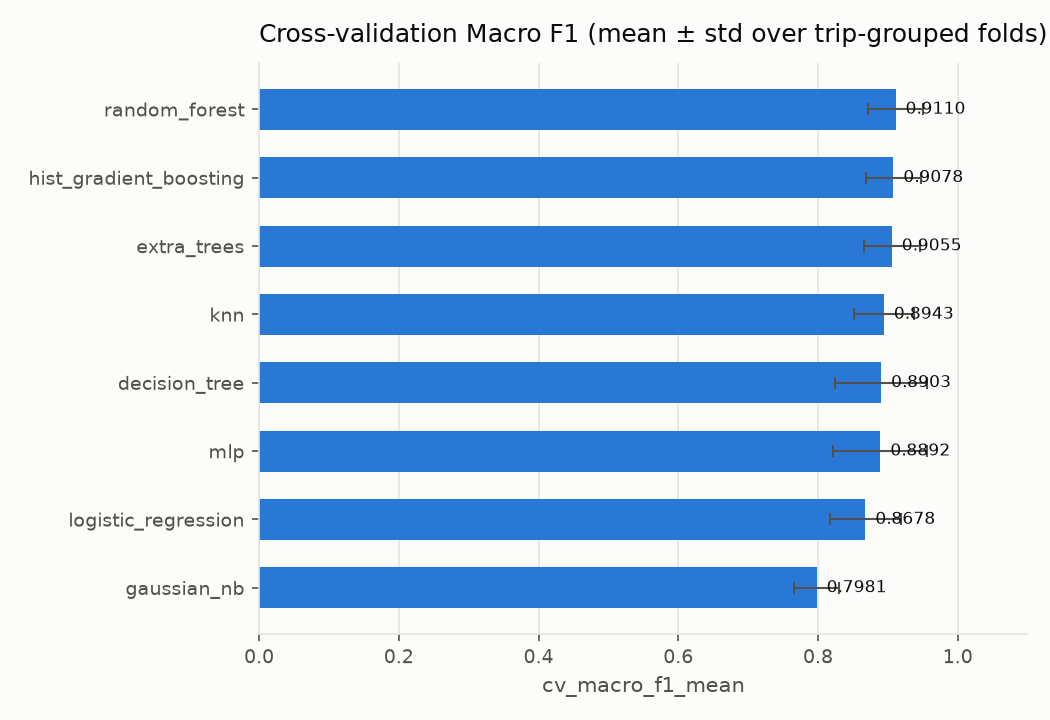 Cross-validation Macro F1 (mean ± std over trip-grouped folds)
random_forest 0.9110
hist_gradient_boosting 0.9078
extra_trees 0.9055
knn 0.8943
decision_tree 0.8903
mlp 0.8892
logistic_regression 0.8678
gaussian_nb 0.7981
0.0 0.2 0.4 0.6 0.8 1.0
cv_macro_f1_mean